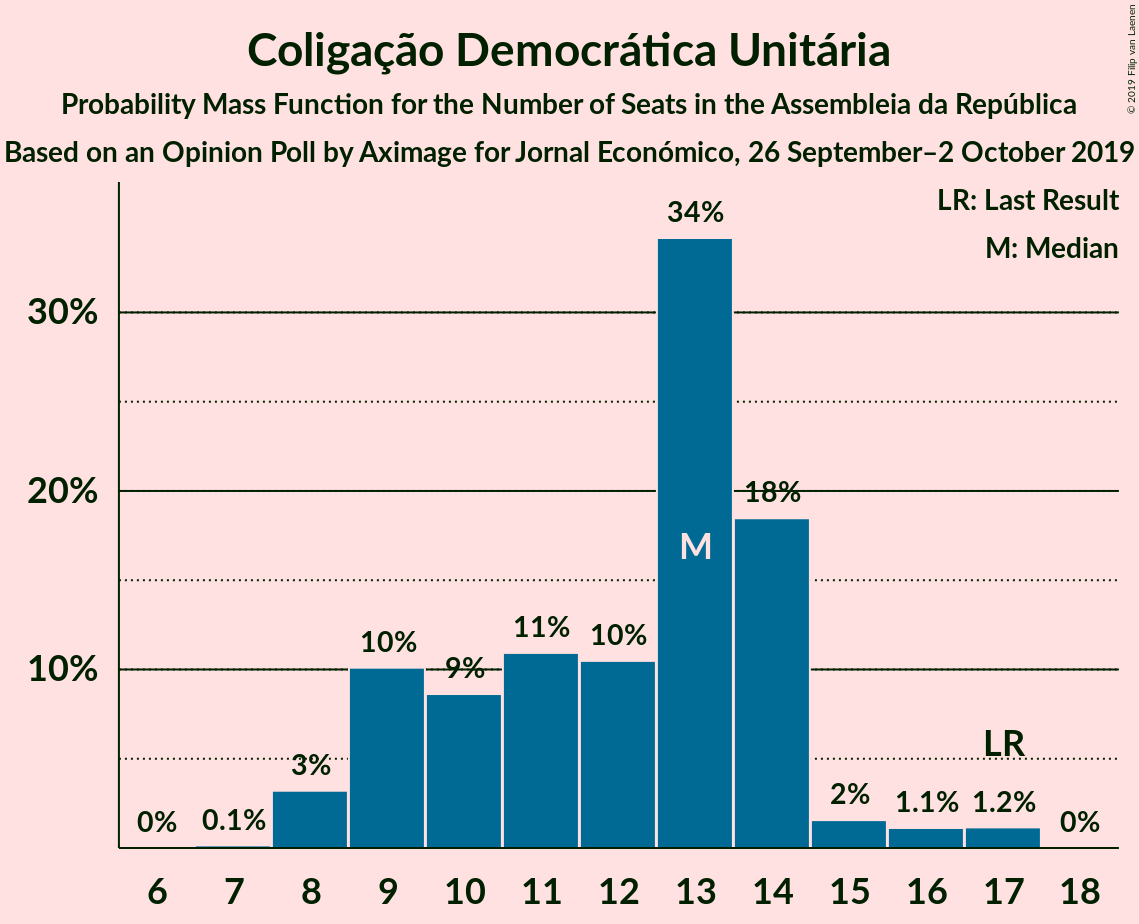 Coligação Democrática Unitária
Probability Mass Function for the Number of Seats in the Assembleia da República
Based on an Opinion Poll by Aximage for Jornal Económico, 26 September–2 October 2019
© 2019 Filip van Laenen
LR: Last Result
M: Median
34%
30%
20%
18%
M
11%
10%
10%
10%
9%
LR
3%
2%
1.1%
1.2%
0%
0.1%
0%
6 7 8 9 10 11 12 13 14 15 16 17 18